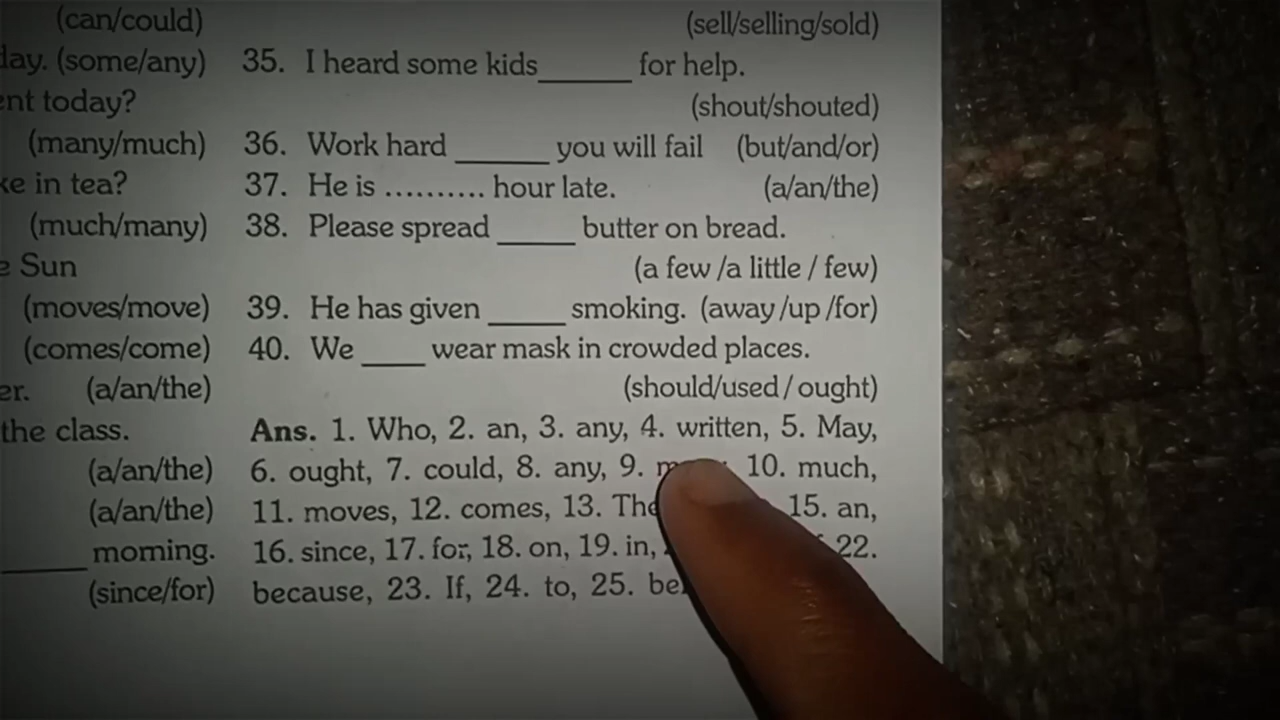 (can/could)
day. (some/any)
ent today?
(many/much)
ke in tea?
(much/many)
e Sun
(moves/move)
(comes/come)
er. (a/an/the)
the class.
(a/an/the)
(a/an/the)
______ moming.
(since/for)
(sell/selling/sold)
35. I heard some kids______ for help.
(shout/shouted)
36. Work hard ______ you will fail (but/and/or)
37. He is .......... hour late. (a/an/the)
38. Please spread _____ butter on bread.
(a few /a little / few)
39. He has given _____ smoking. (away /up /for)
40. We ____ wear mask in crowded places.
(should/used / ought)
Ans. 1. Who, 2. an, 3. any, 4. written, 5. May,
6. ought, 7. could, 8. any, 9. 10. much,
11. moves, 12. comes, 13. The 15. an,
16. since, 17. for, 18. on, 19. in, 22.
because, 23. If, 24. to, 25.